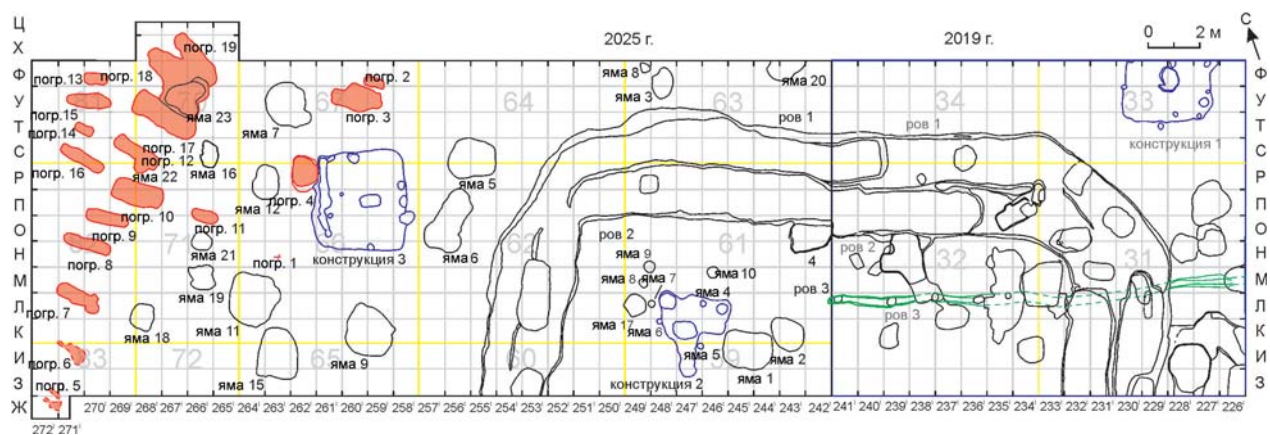 Ц
Х
Ф
У
Т
С
Р
П
О
Н
М
Л
К
И
З
Ж
2025 г.
2019 г.
0 2 м
С
Ф
У
Т
С
Р
П
О
Н
М
Л
К
И
З
погр. 19
погр. 13
погр. 18
погр. 2
погр. 15
погр. 3
яма 23
погр. 14
яма 7
погр. 17
погр. 12
погр. 16
яма 22
яма 16
яма 12
погр. 4
погр. 10
погр. 11
погр. 9
яма 21
погр. 8
погр. 1
конструкция 3
яма 19
погр. 7
яма 18
яма 11
погр. 6
яма 15
яма 9
погр. 5
яма 5
яма 6
64
яма 8
яма 3
63
яма 20
ров 1
ров 1
34
33
конструкция 1
62
ров 2
61
яма 9
яма 8
яма 7
яма 10
яма 4
яма 17
яма 6
яма 5
яма 2
яма 1
конструкция 2
60
4
ров 2
ров 3
ров 3
32
31
71
72
65
272' 271' 270' 269' 268' 267' 266' 265' 264' 263' 262' 261' 260' 259' 258' 257' 256' 255' 254' 253' 252' 251' 250' 249' 248' 247' 246' 245' 244' 243' 242' 241' 240' 239' 238' 237' 236' 235' 234' 233' 232' 231' 230' 229' 228' 227' 226'